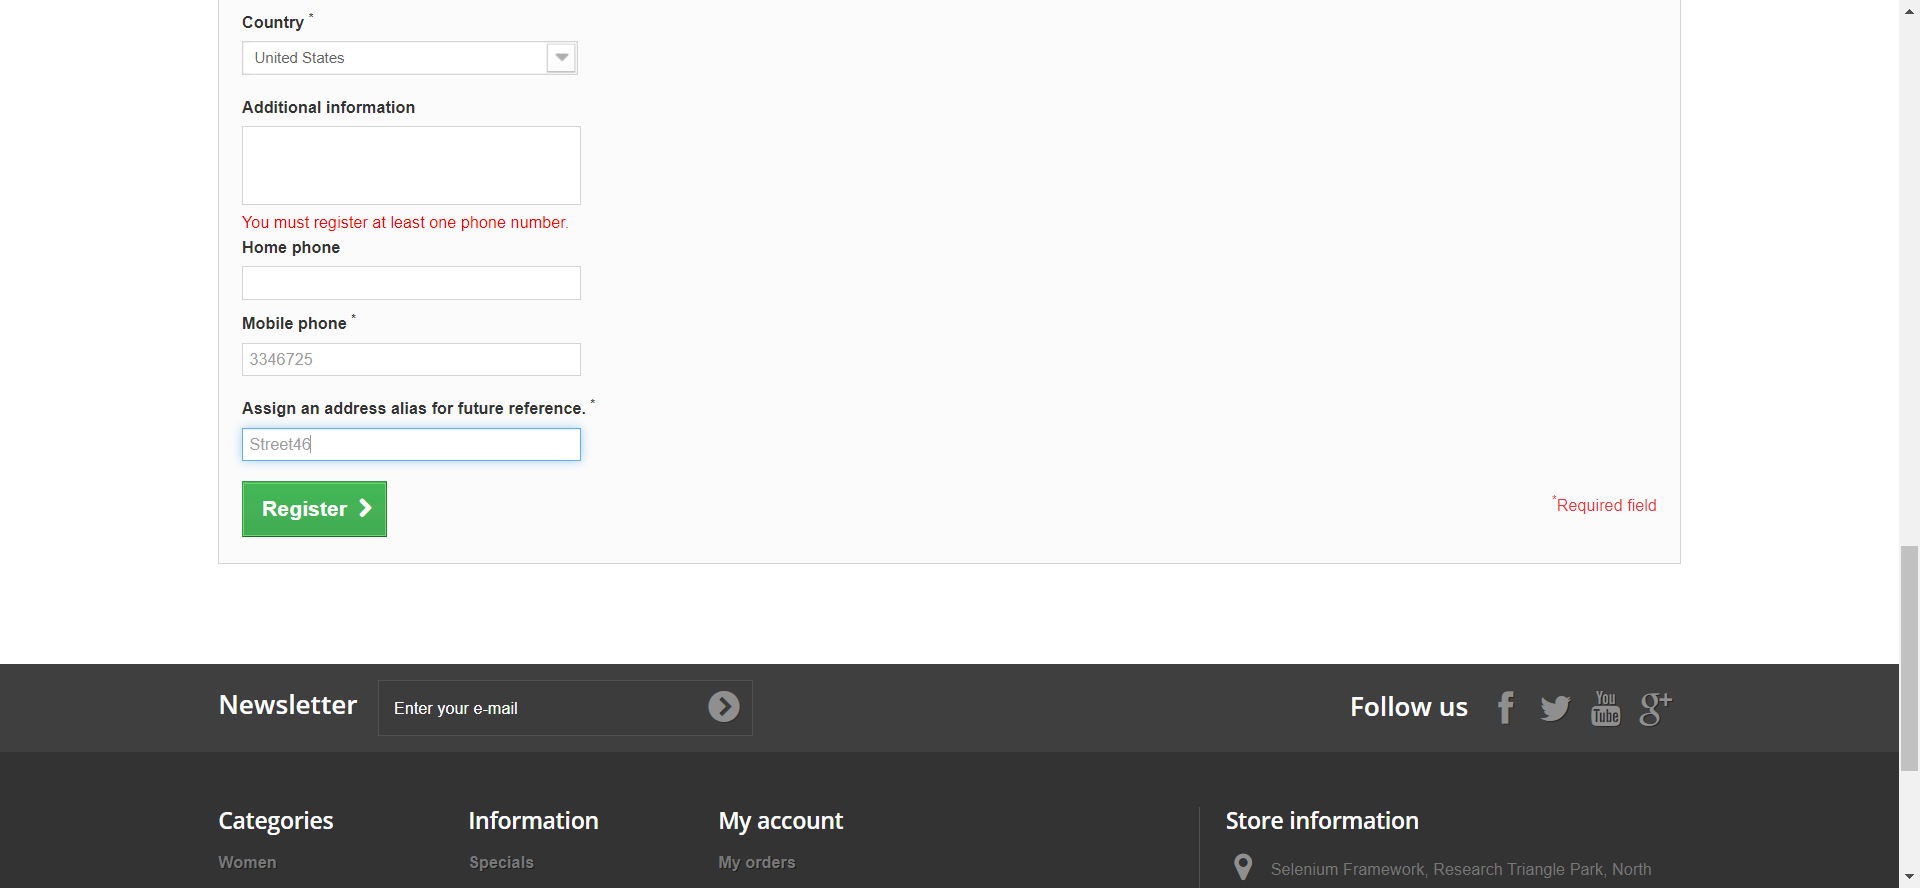 Country *
United States
Additional information
You must register at least one phone number.
Home phone
Mobile phone *
3346725
Assign an address alias for future reference. *
Street46
Register
*Required field
Newsletter
Enter your e-mail
Follow us
You
Tube
g+
Categories
Information
My account
Store information
Women
Specials
My orders
Selenium Framework, Research Triangle Park, North